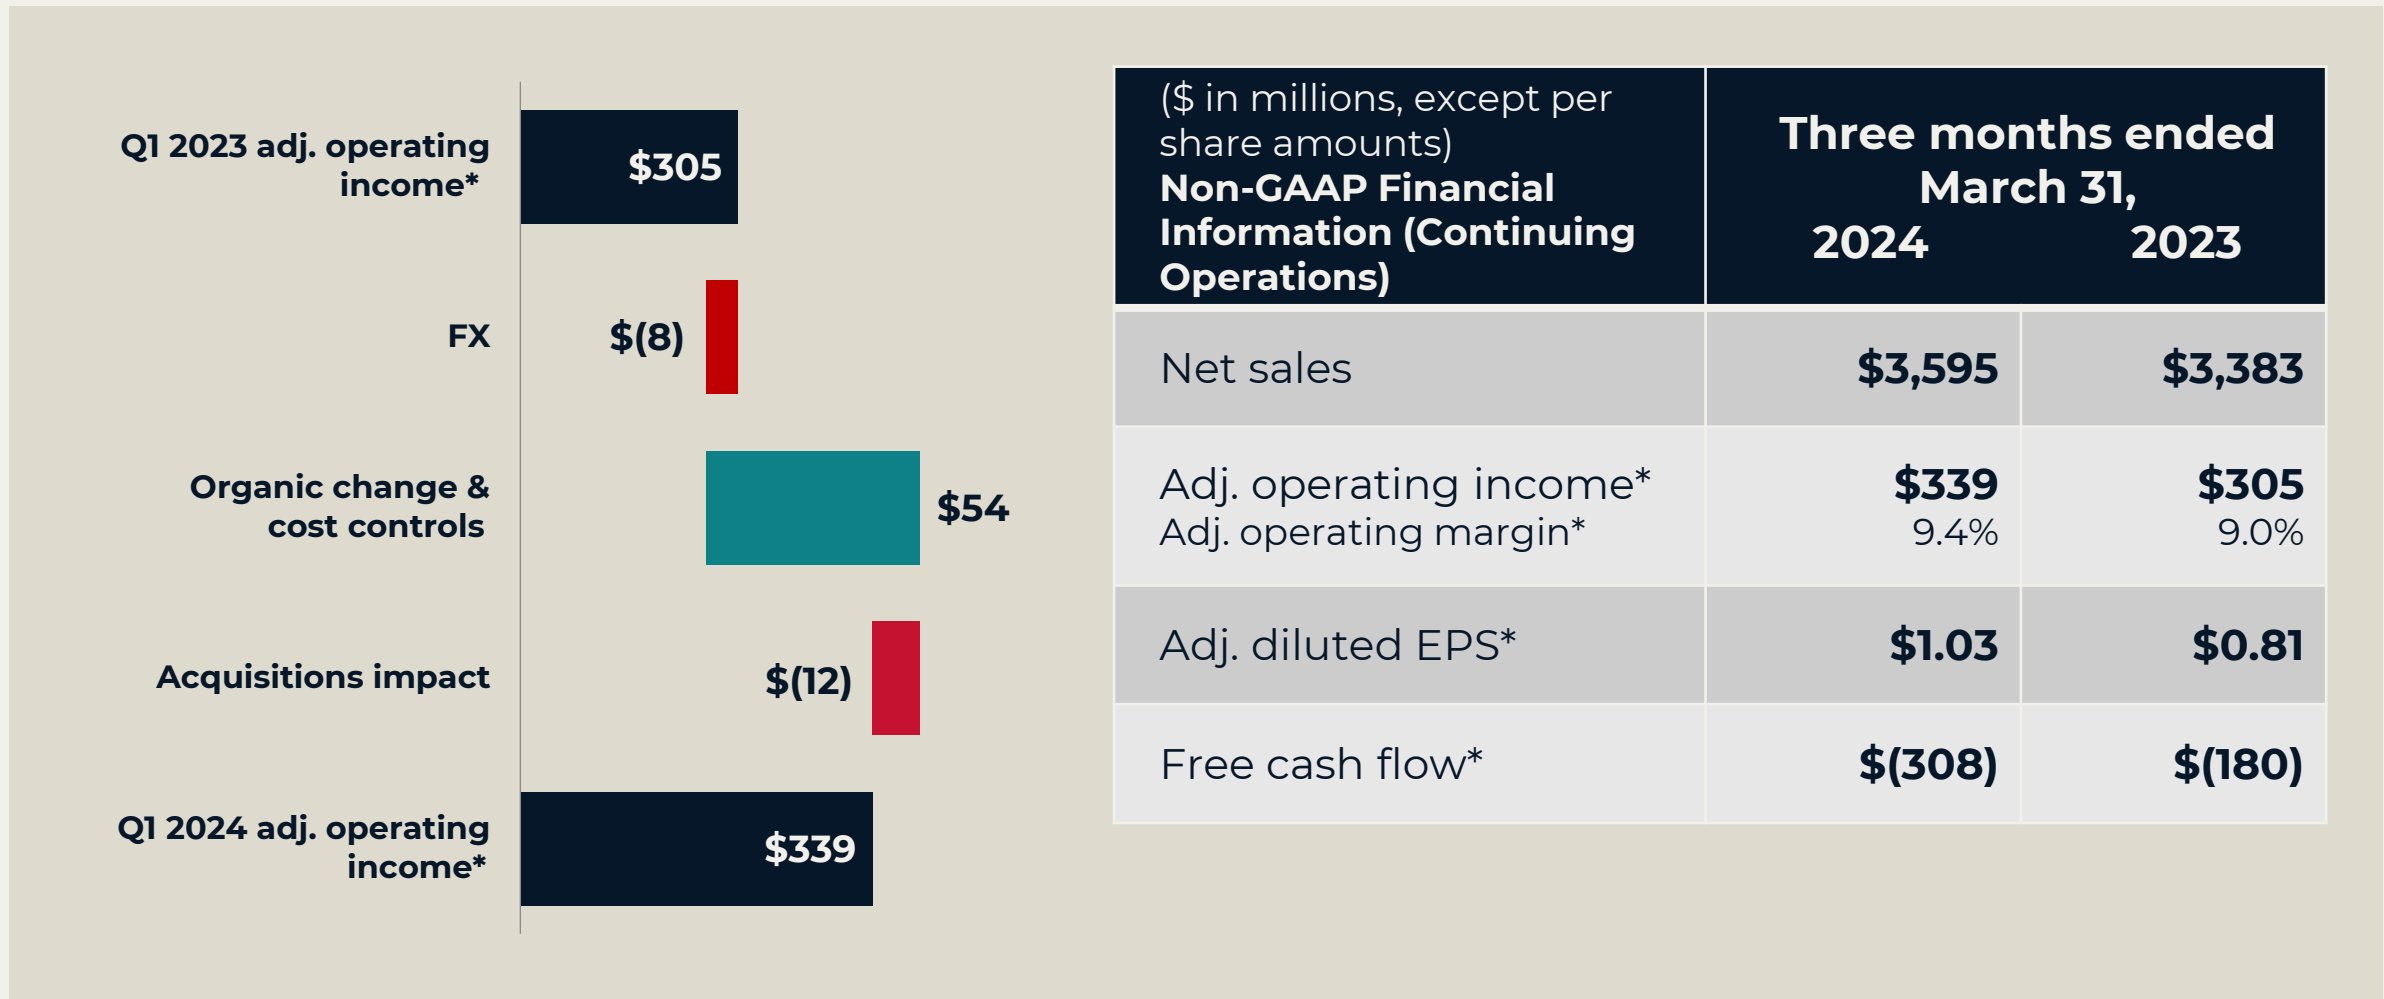 Q1 2023 adj. operating
income*
$305
FX
$(8)
Organic change &
cost controls
$54
Acquisitions impact
$(12)
Q1 2024 adj. operating
income*
$339
($ in millions, except per
share amounts)
Non-GAAP Financial
Information (Continuing
Operations)
Three months ended
March 31,
2024 2023
Net sales $3,595 $3,383
Adj. operating income* $339 $305
Adj. operating margin* 9.4% 9.0%
Adj. diluted EPS* $1.03 $0.81
Free cash flow* $(308) $(180)